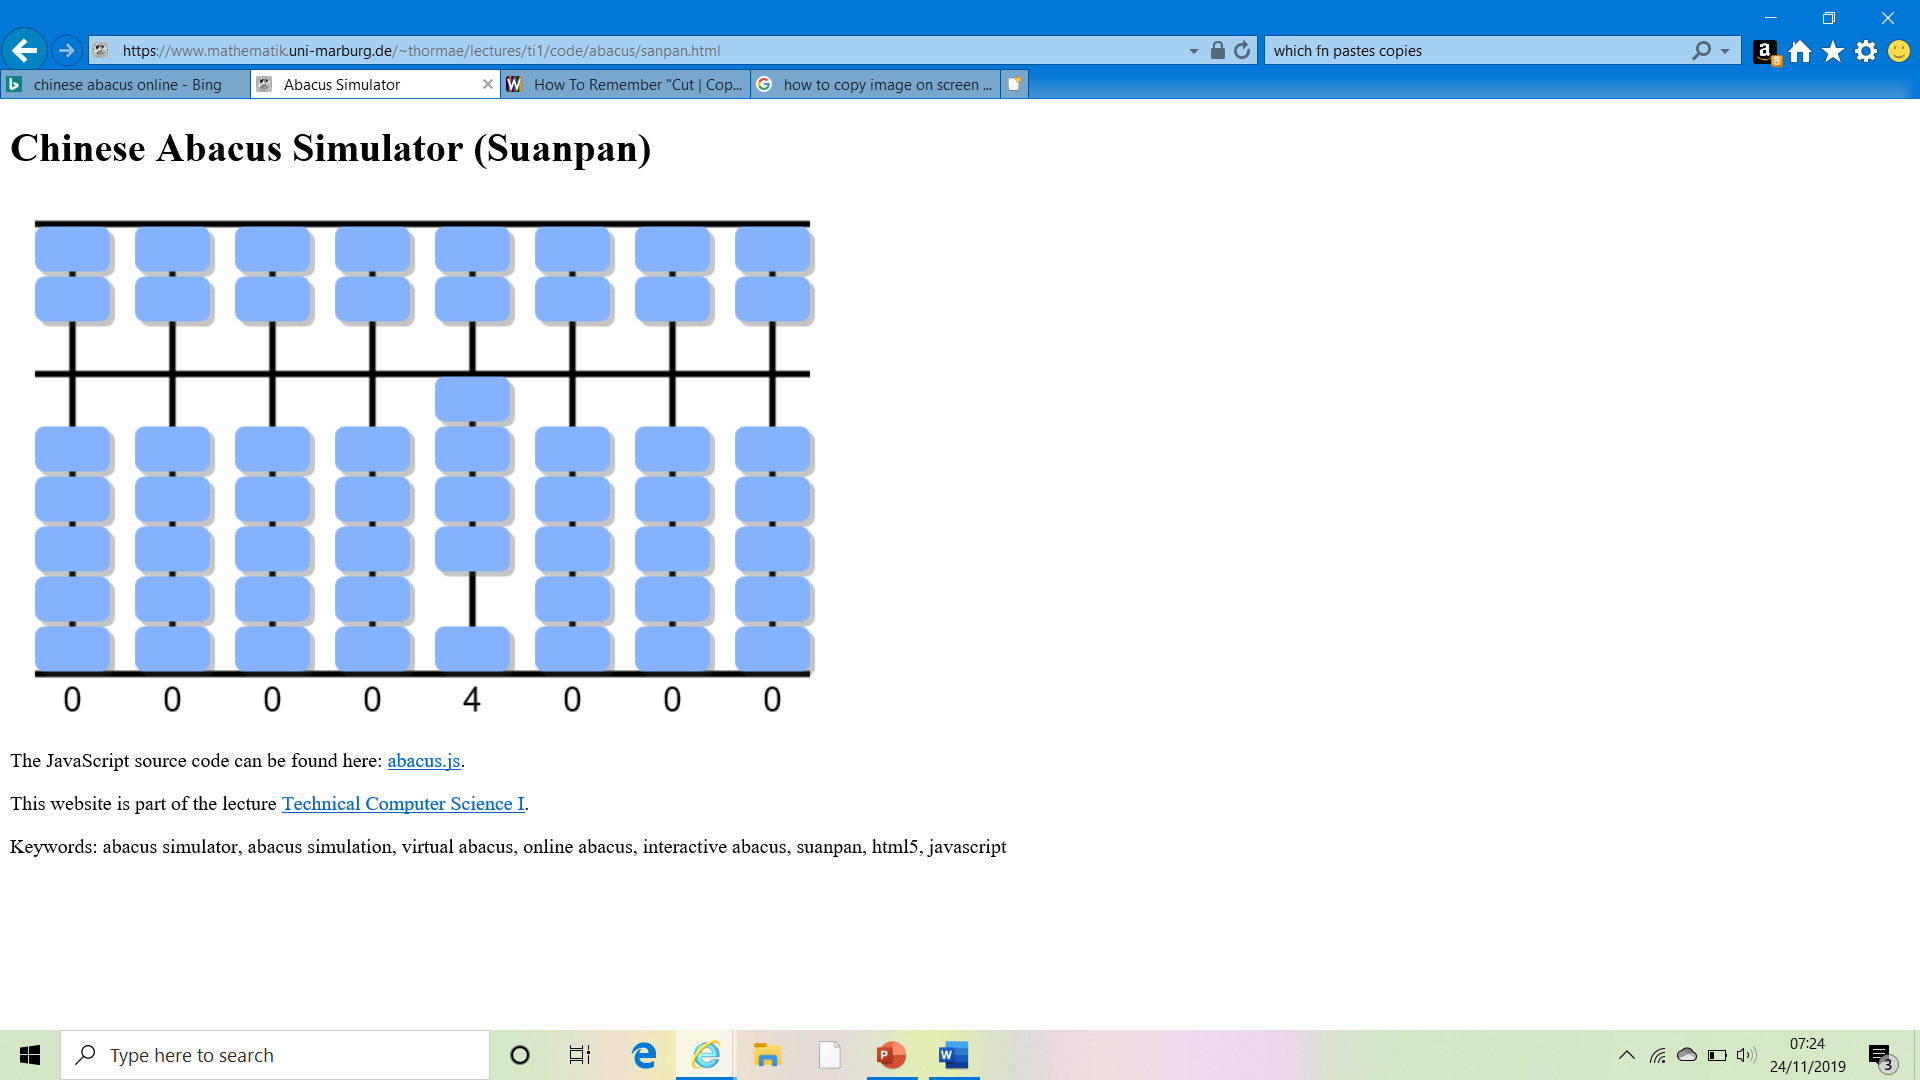 https://www.mathematik.uni-marburg.de/~thormae/lectures/ti1/code/abacus/sanpan.html
which fn pastes copies
a
8
chinese abacus online - Bing
Abacus Simulator
W
How To Remember "Cut | Cop...
G
how to copy image on screen ...
Chinese Abacus Simulator (Suanpan)
0 0 0 0 4 0 0 0
The JavaScript source code can be found here: abacus.js.
This website is part of the lecture Technical Computer Science I.
Keywords: abacus simulator, abacus simulation, virtual abacus, online abacus, interactive abacus, suanpan, html5, javascript
Type here to search
P
W
07:24
24/11/2019
3